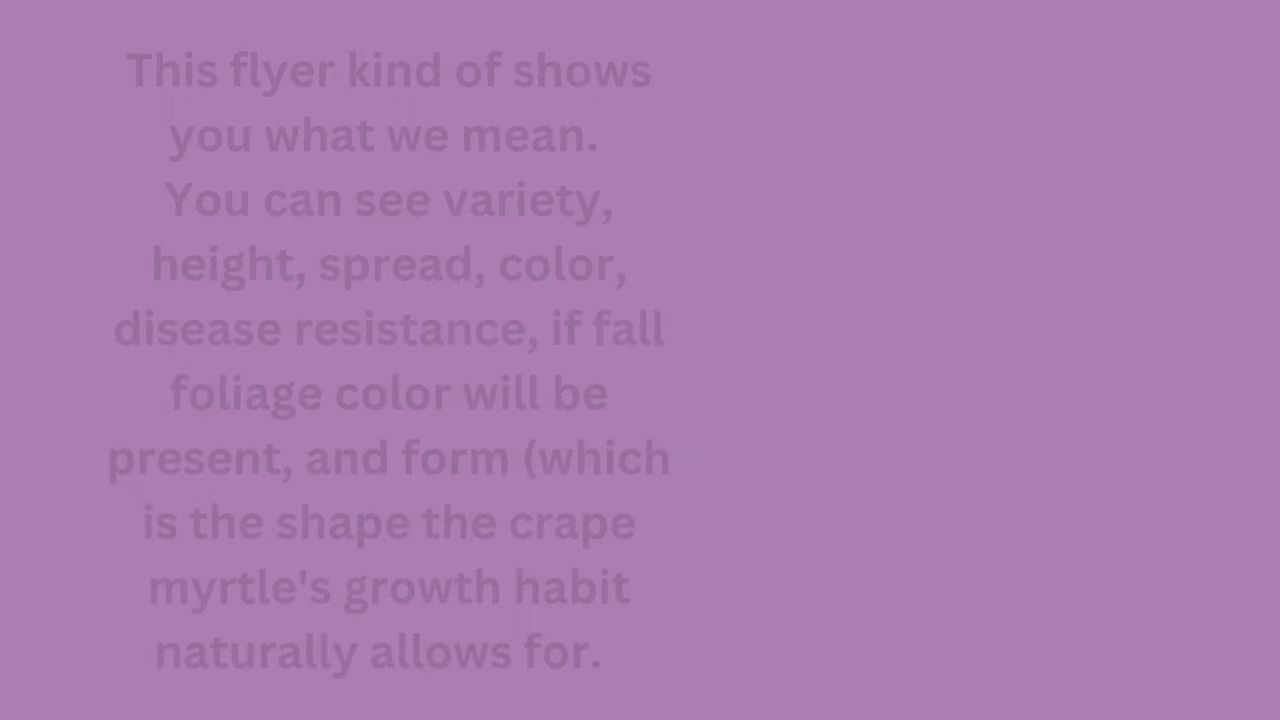 This flyer kind of shows
you what we mean.
You can see variety,
height, spread, color,
disease resistance, if fall
foliage color will be
present, and form (which
is the shape the crape
myrtle's growth habit
naturally allows for.